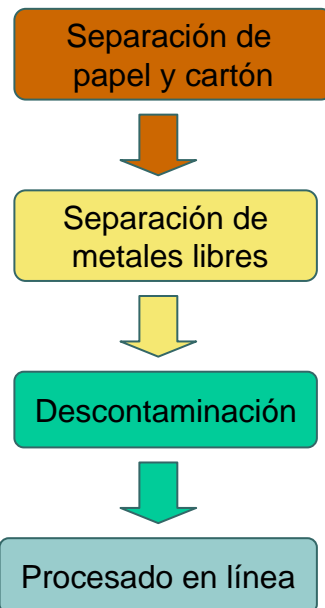 Separación de
papel y cartón
Separación de
metales libres
Descontaminación
Procesado en línea